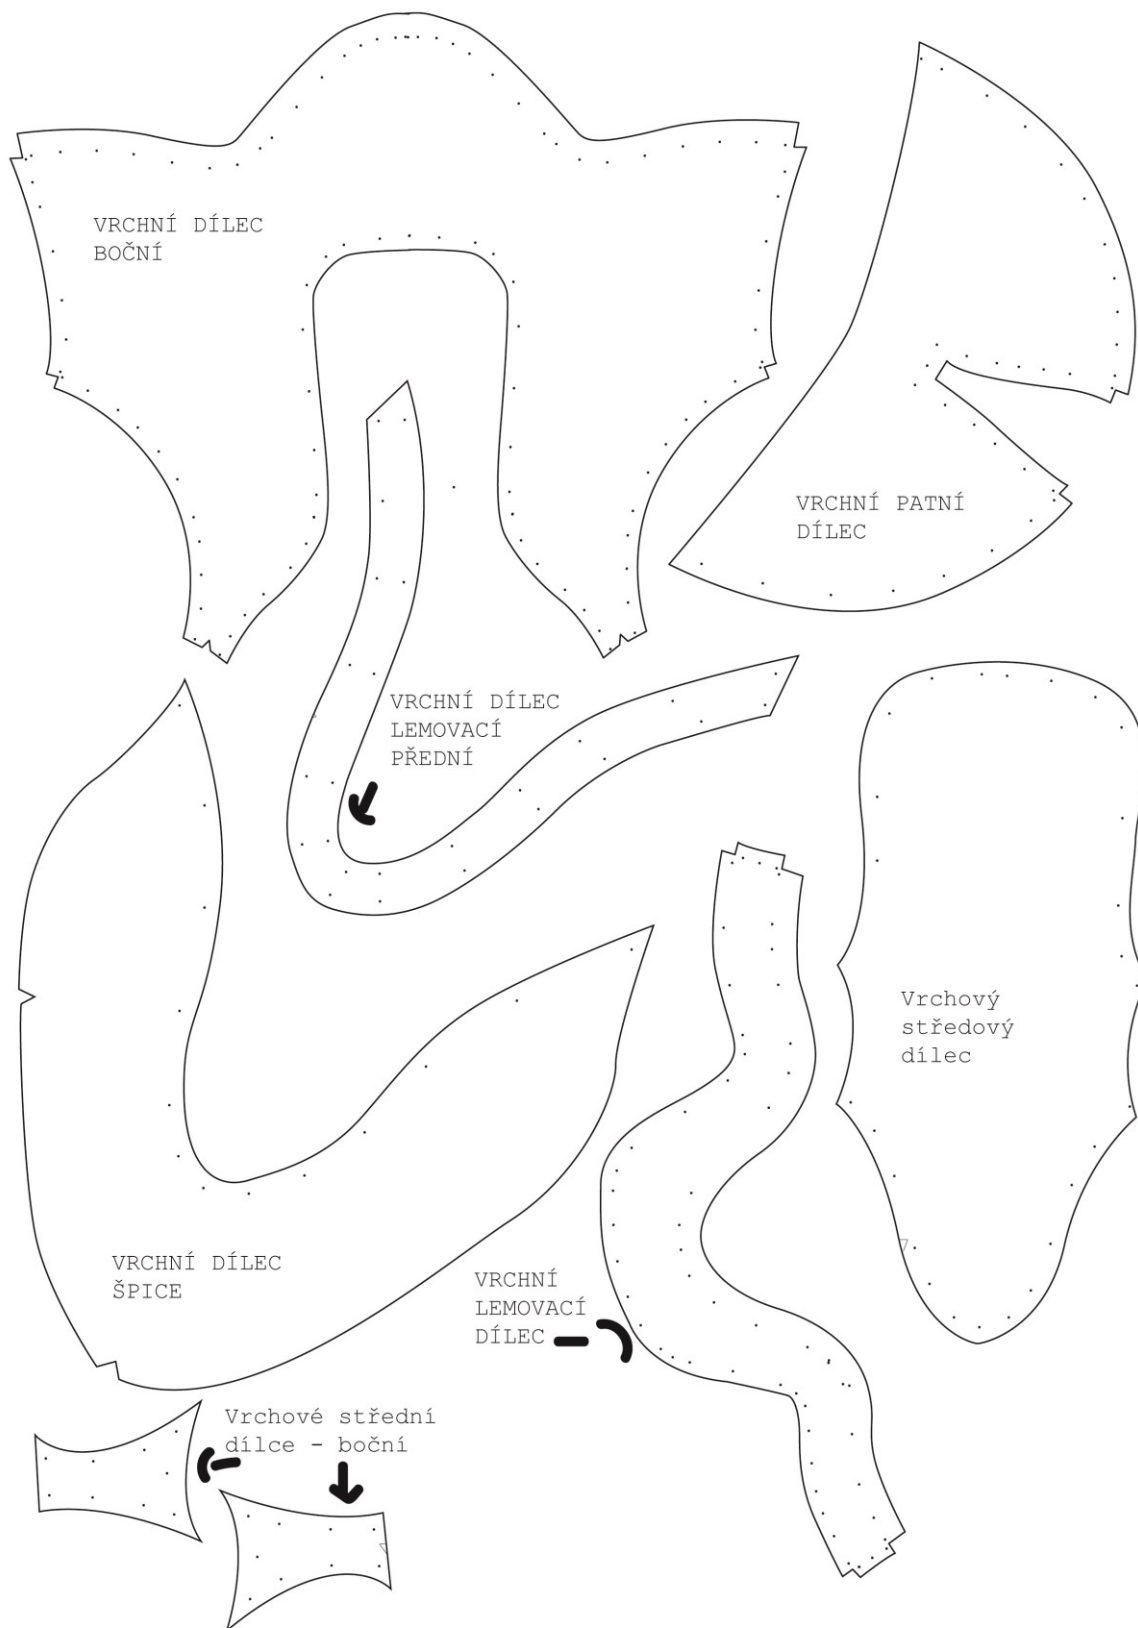 VRCHNÍ DÍLEC
BOČNÍ
VRCHNÍ PATNÍ
DÍLEC
VRCHNÍ DÍLEC
LEMOVACÍ
PŘEDNÍ
Vrchový
středový
dílec
VRCHNÍ DÍLEC
ŠPICE
VRCHNÍ
LEMOVACÍ
DÍLEC
Vrchové střední
dílce - boční